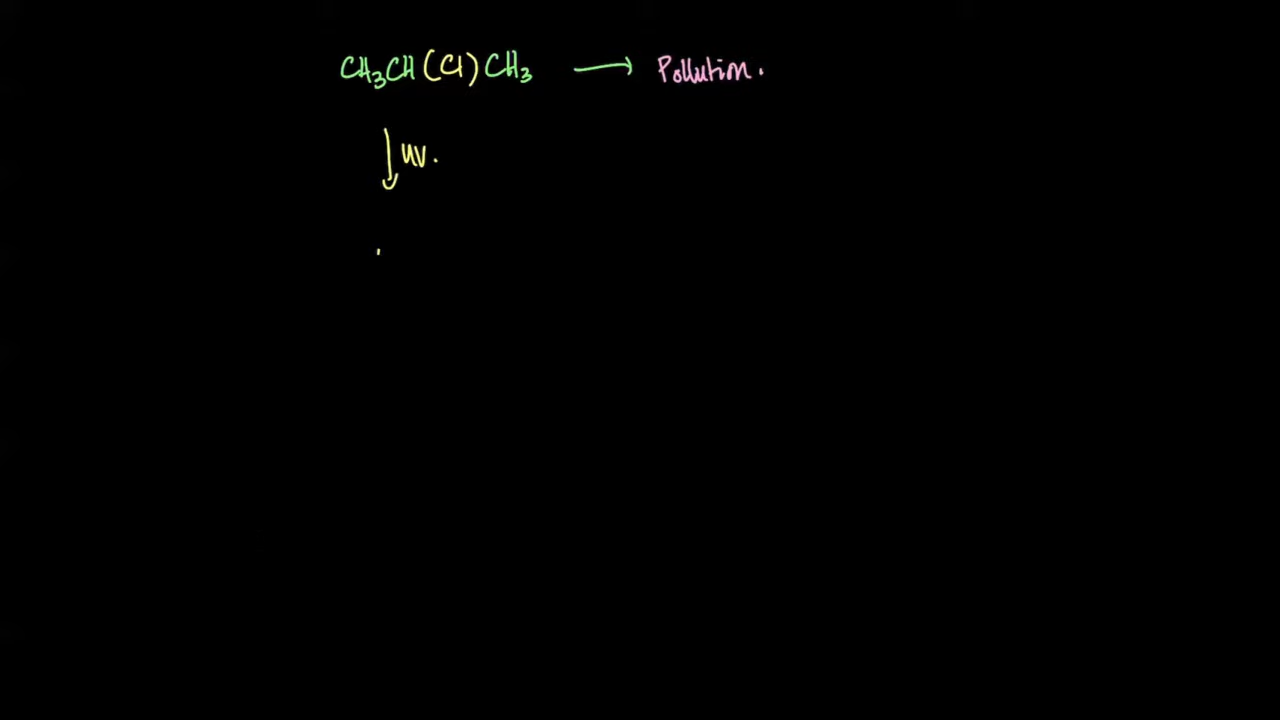 CH₃CH(Cl)CH₃ → Pollution.
↓ UV.